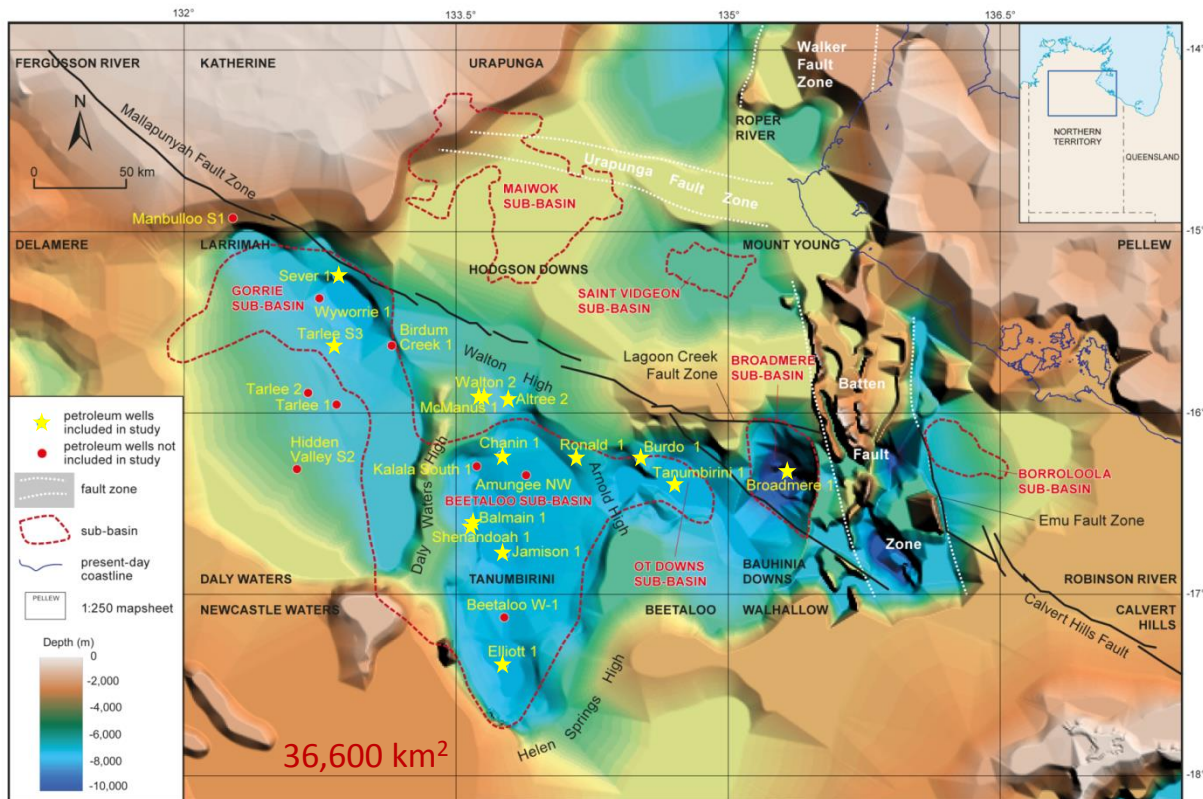 132°
133.5°
135°
136.5°
-14°
-15°
-16°
-17°
-18°
FERGUSSON RIVER
KATHERINE
URAPUNGA
Walker
Fault
Zone
ROPER
RIVER
N
0
50 km
Mallapunyah Fault Zone
Urapunga Fault Zone
MAIWOK
SUB-BASIN
NORTHERN
TERRITORY
QUEENSLAND
Manbulloo S1
DELAMERE
LARRIMAH
HODGSON DOWNS
MOUNT YOUNG
PELLEW
Sever 1
GORRIE
SUB-BASIN
Wyworrie 1
SAINT VIDGEON
SUB-BASIN
Tarlee S3
Birdum
Creek 1
Walton High
Lagoon Creek
Fault Zone
BROADMERE
SUB-BASIN
Batten
Fault
Zone
Tarlee 2
Tarlee 1
Walton 2
McManus 1
Altree 2
Hidden
Valley S2
Chanin 1
Ronald 1
Burdo 1
Kalala South 1
Amungee NW
Tanumbirini 1
Broadmere 1
BORROLOOLA
SUB-BASIN
BEETALOO SUB-BASIN
Daly Waters High
Arnold High
Balmain 1
Shenandoah 1
Jamison 1
Emu Fault Zone
OT DOWNS
SUB-BASIN
DALY WATERS
TANUMBIRINI
BAUHINIA
DOWNS
ROBINSON RIVER
NEWCASTLE WATERS
Beetaloo W-1
BEETALOO
WALHALLOW
CALVERT
HILLS
Calvert Hills Fault
Elliott 1
Helen Springs High
36,600 km²
petroleum wells
included in study
petroleum wells not
included in study
fault zone
sub-basin
present-day
coastline
PELLEW
1:250 mapsheet
Depth (m)
0
-2,000
-4,000
-6,000
-8,000
-10,000